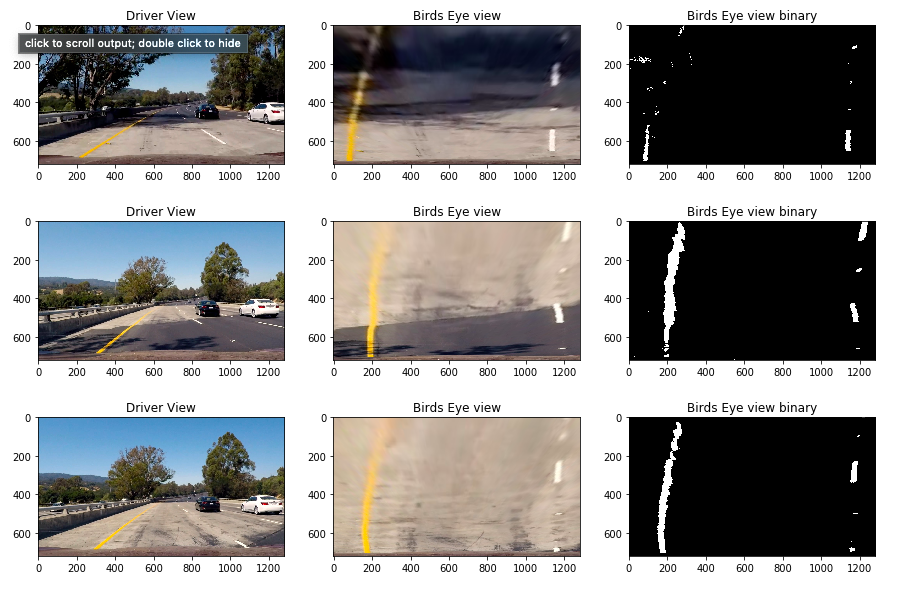 Driver View Birds Eye view Birds Eye view binary
click to scroll output; double click to hide
0 0 0
200 200 200
400 400 400
600 600 600
0 200 400 600 800 1000 1200 0 200 400 600 800 1000 1200 0 200 400 600 800 1000 1200
Driver View Birds Eye view Birds Eye view binary
0 0 0
200 200 200
400 400 400
600 600 600
0 200 400 600 800 1000 1200 0 200 400 600 800 1000 1200 0 200 400 600 800 1000 1200
Driver View Birds Eye view Birds Eye view binary
0 0 0
200 200 200
400 400 400
600 600 600
0 200 400 600 800 1000 1200 0 200 400 600 800 1000 1200 0 200 400 600 800 1000 1200